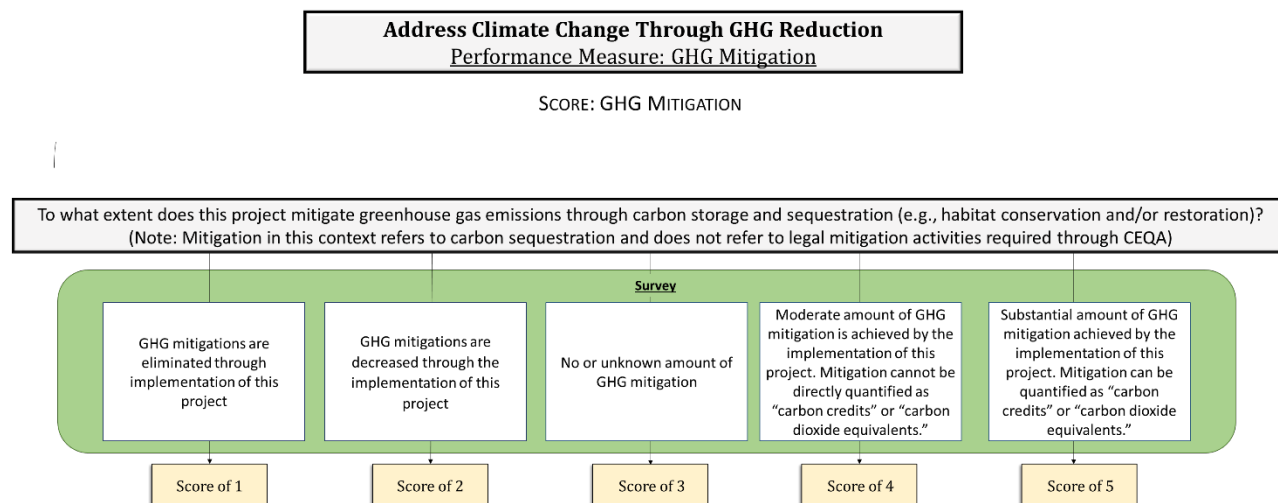 Address Climate Change Through GHG Reduction
Performance Measure: GHG Mitigation
SCORE: GHG MITIGATION
To what extent does this project mitigate greenhouse gas emissions through carbon storage and sequestration (e.g., habitat conservation and/or restoration)?
(Note: Mitigation in this context refers to carbon sequestration and does not refer to legal mitigation activities required through CEQA)
Survey
GHG mitigations are
eliminated through
implementation of this
project
GHG mitigations are
decreased through the
implementation of this
project
No or unknown amount of
GHG mitigation
Moderate amount of GHG
mitigation is achieved by the
implementation of this
project. Mitigation cannot be
directly quantified as
“carbon credits” or “carbon
dioxide equivalents.”
Substantial amount of GHG
mitigation achieved by the
implementation of this
project. Mitigation can be
quantified as “carbon
credits” or “carbon dioxide
equivalents.”
Score of 1
Score of 2
Score of 3
Score of 4
Score of 5